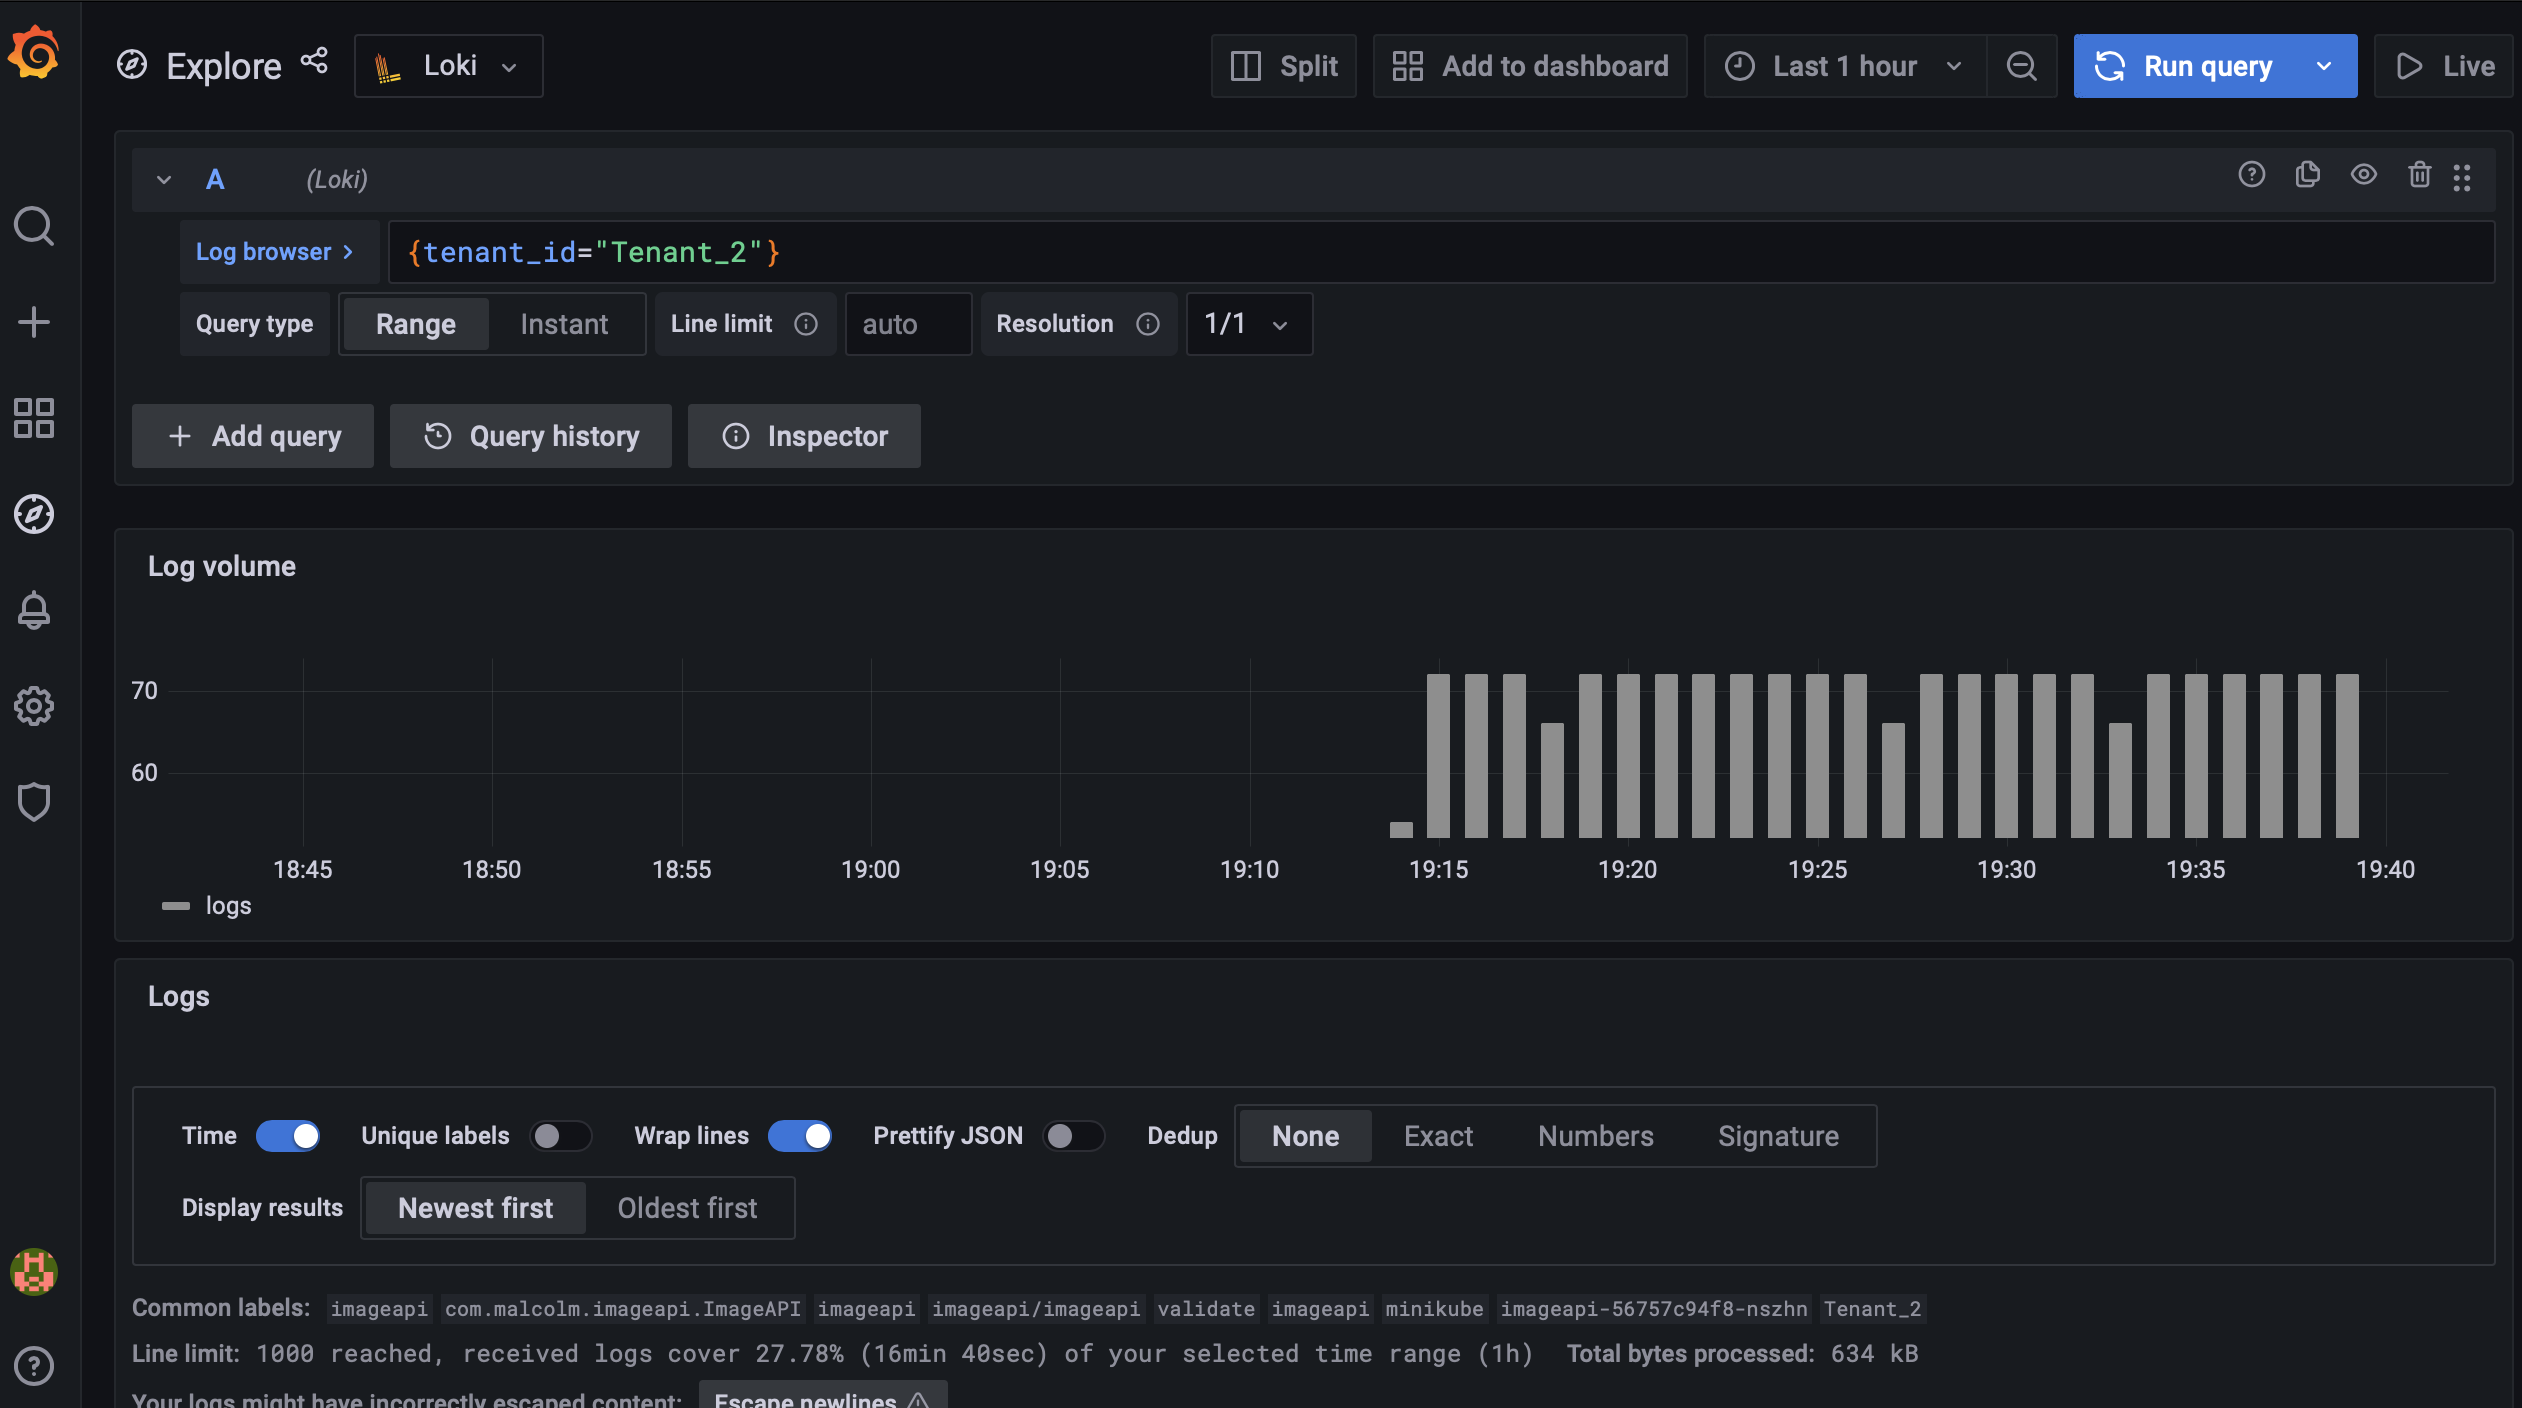 Explore Loki Split Add to dashboard Last 1 hour Run query Live
A (Loki)
Log browser > {tenant_id="Tenant_2"}
Query type Range Instant Line limit auto Resolution 1/1
+ Add query Query history Inspector
Log volume
70
60
18:45 18:50 18:55 19:00 19:05 19:10 19:15 19:20 19:25 19:30 19:35 19:40
logs
Logs
Time Unique labels Wrap lines Prettify JSON Dedup None Exact Numbers Signature
Display results Newest first Oldest first
Common labels: imageapi com.malcolm.imageapi.ImageAPI imageapi imageapi/imageapi validate imageapi minikube imageapi-56757c94f8-nszhn Tenant_2
Line limit: 1000 reached, received logs cover 27.78% (16min 40sec) of your selected time range (1h) Total bytes processed: 634 kB
Your logs might have incorrectly escaped content: Escape newlines